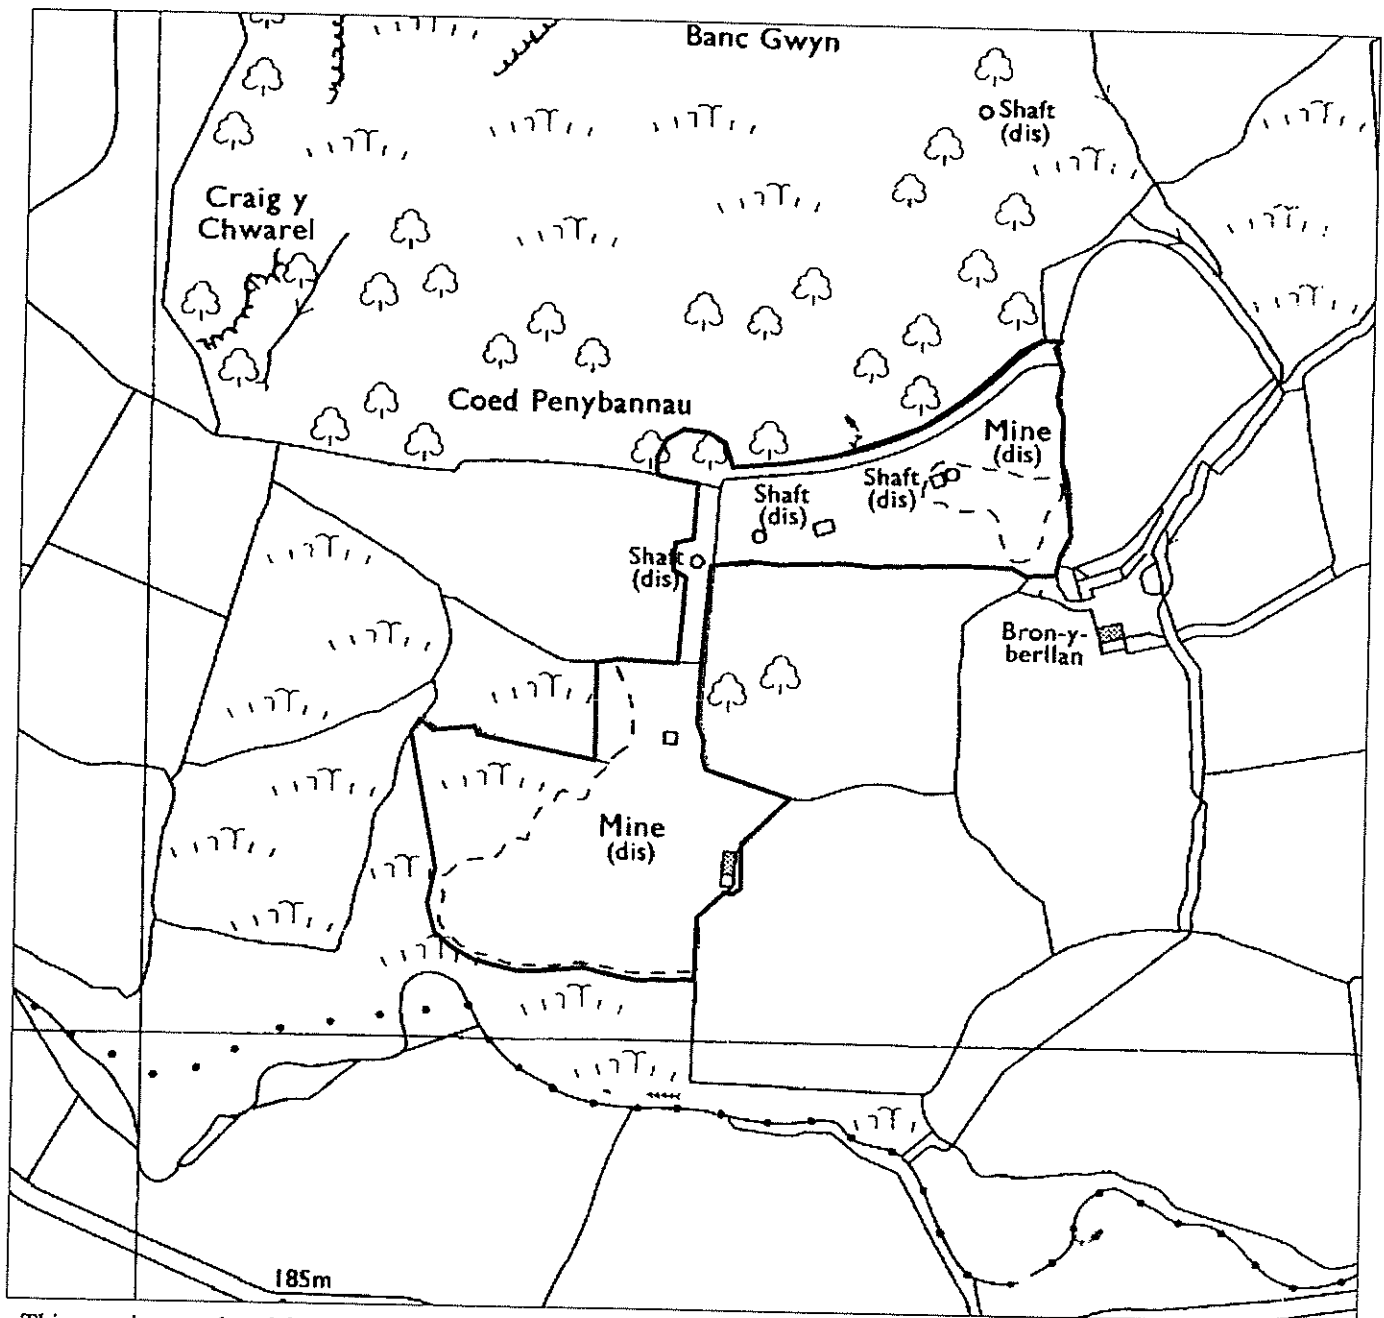 Banc Gwyn
Shaft
(dis)
Craig y
Chwarel
Coed Penybannau
Mine
(dis)
Shaft
(dis)
Shaft
(dis)
Shaft
(dis)
Bron-y-
berllan
Mine
(dis)
185m